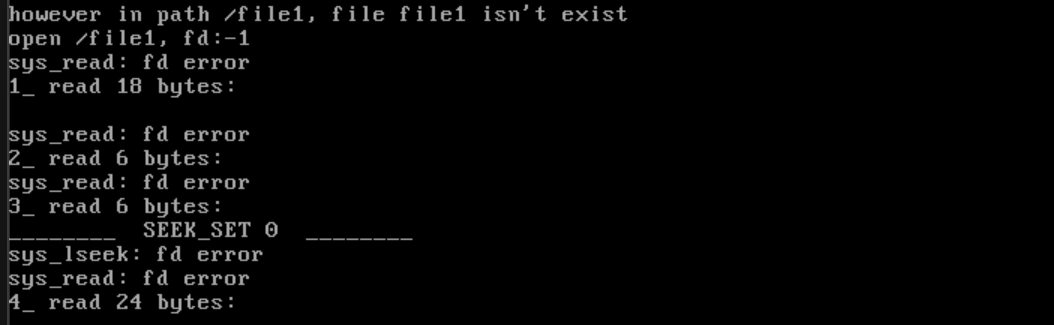 however in path /file1, file file1 isn't exist
open /file1, fd:-1
sys_read: fd error
1_ read 18 bytes:
sys_read: fd error
2_ read 6 bytes:
sys_read: fd error
3_ read 6 bytes:
________  SEEK_SET 0  ________
sys_lseek: fd error
sys_read: fd error
4_ read 24 bytes: